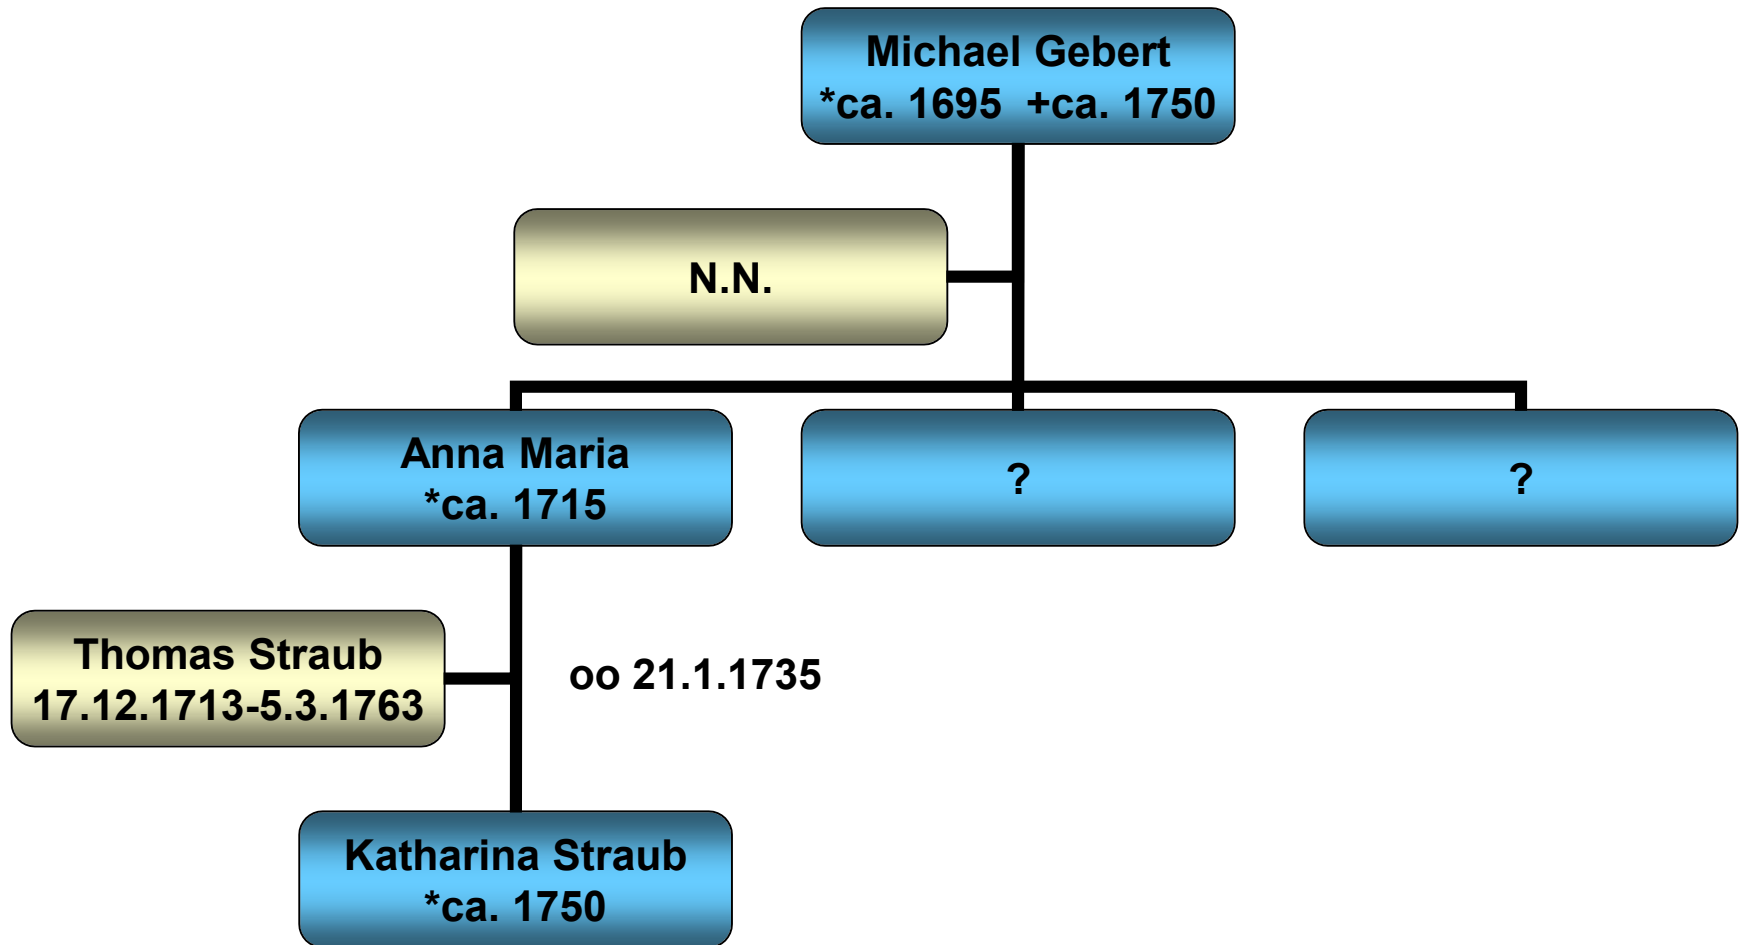 Michael Gebert
*ca. 1695  +ca. 1750
N.N.
Anna Maria
*ca. 1715
?
?
Thomas Straub
17.12.1713-5.3.1763
oo 21.1.1735
Katharina Straub
*ca. 1750